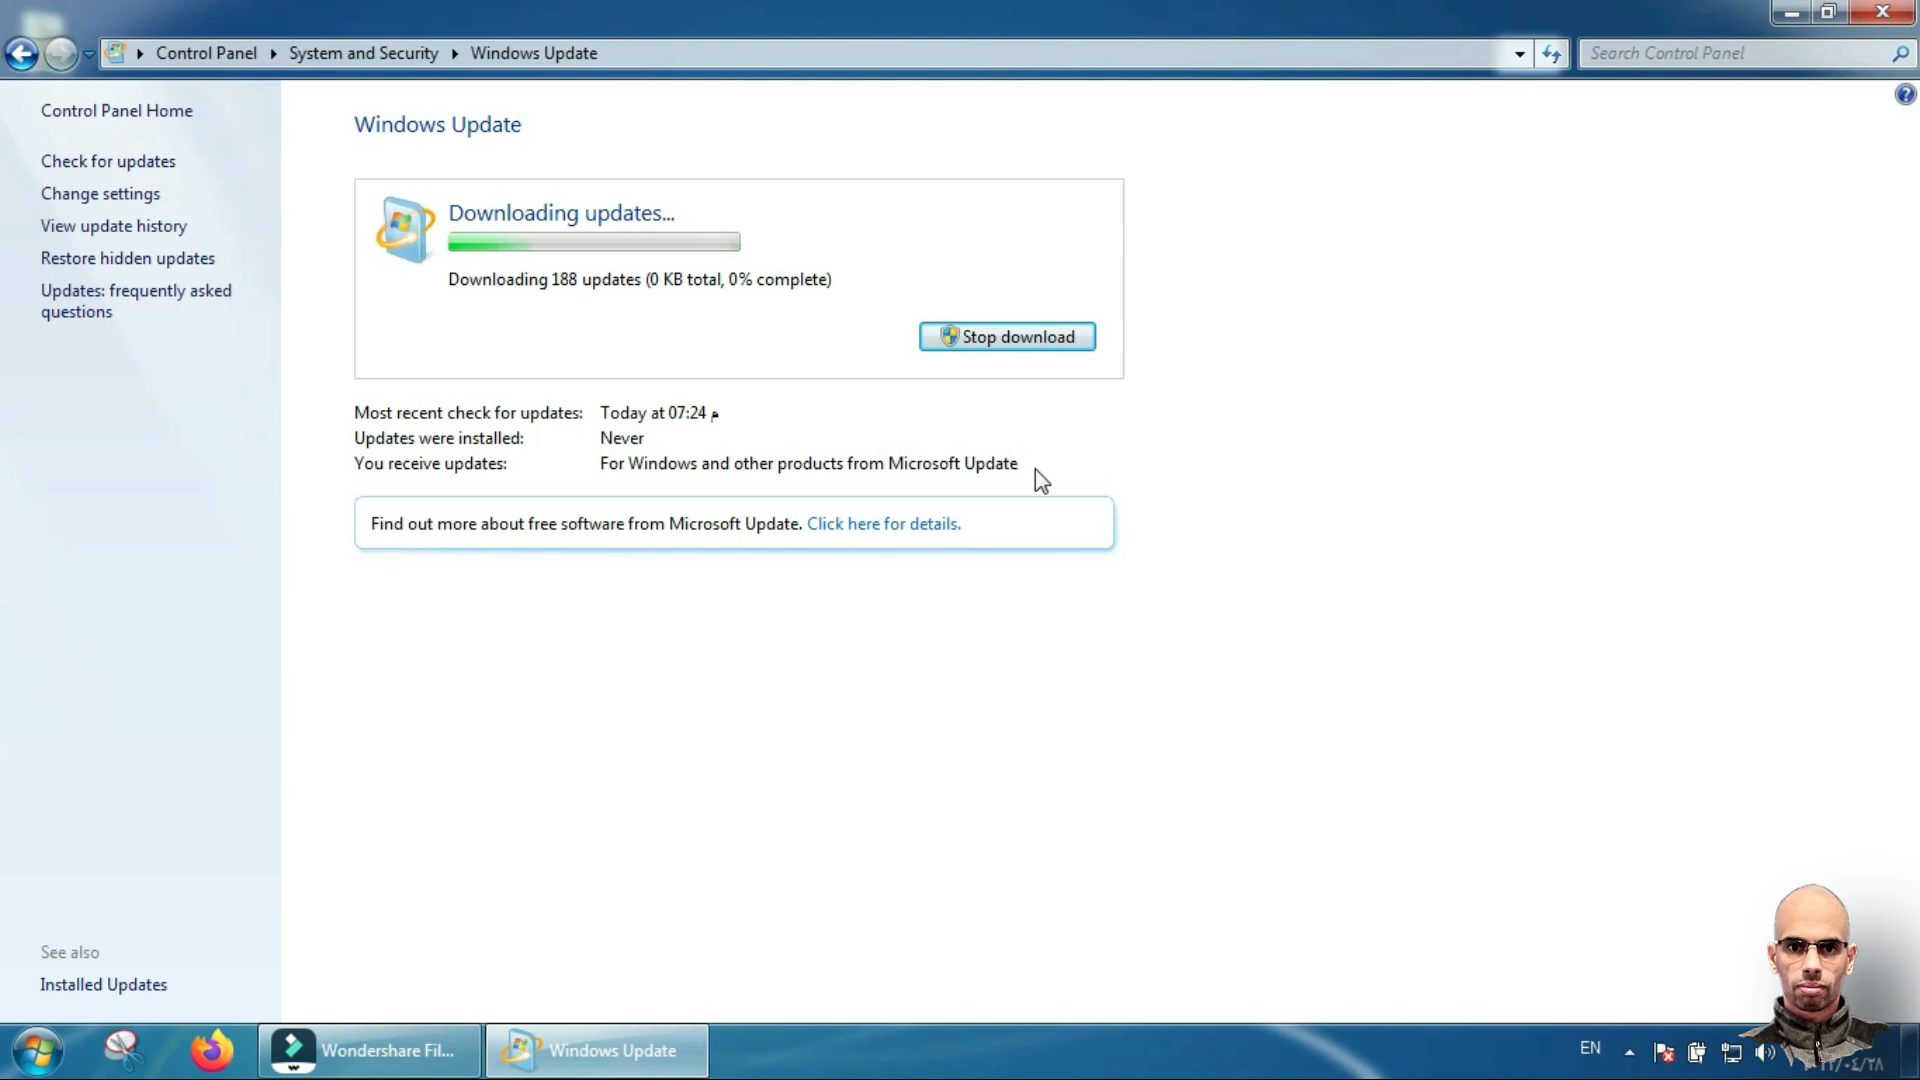 Control Panel
System and Security
Windows Update
Search Control Panel
Control Panel Home
Check for updates
Change settings
View update history
Restore hidden updates
Updates: frequently asked
questions
See also
Installed Updates
Windows Update
Downloading updates...
Downloading 188 updates (0 KB total, 0% complete)
Stop download
Most recent check for updates: Today at 07:24 م
Updates were installed: Never
You receive updates: For Windows and other products from Microsoft Update
Find out more about free software from Microsoft Update. Click here for details.
Wondershare Fil...
Windows Update
EN